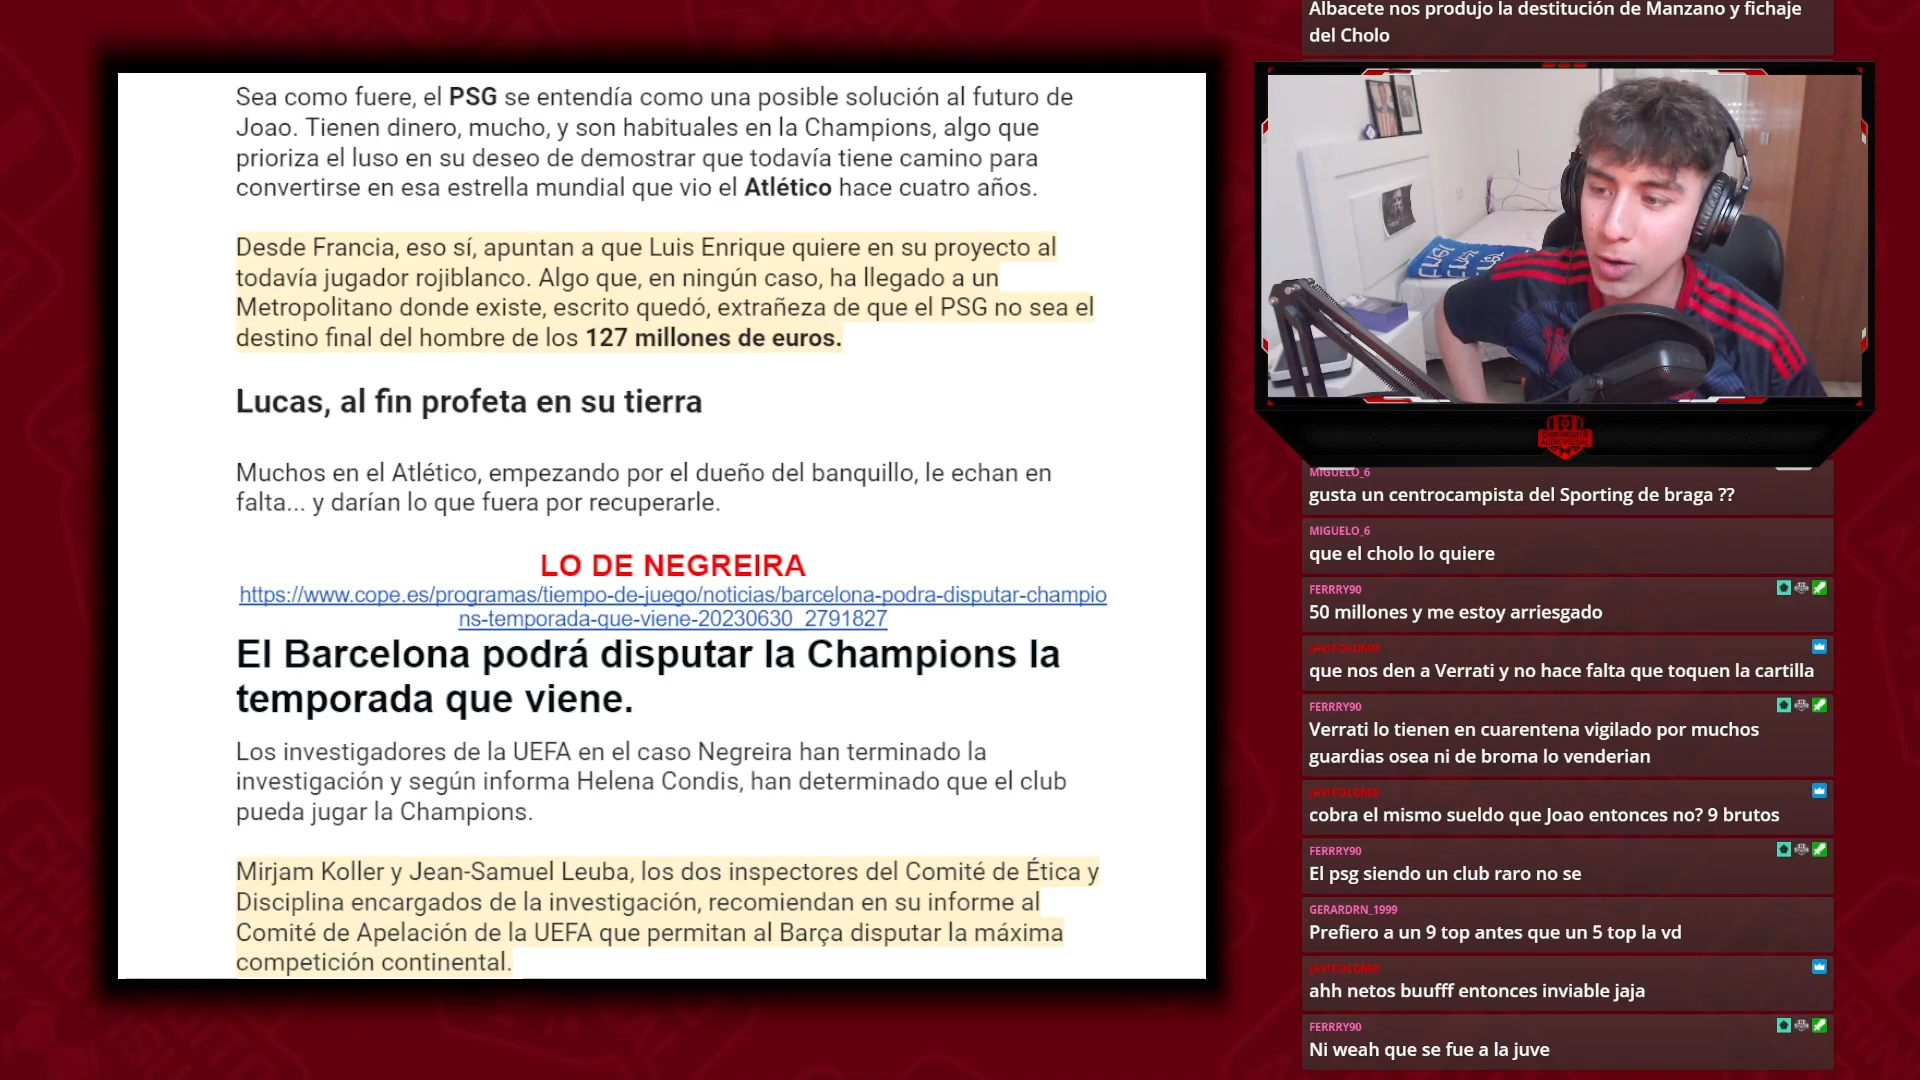 Sea como fuere, el PSG se entendía como una posible solución al futuro de
Joao. Tienen dinero, mucho, y son habituales en la Champions, algo que
prioriza el luso en su deseo de demostrar que todavía tiene camino para
convertirse en esa estrella mundial que vio el Atlético hace cuatro años.
Desde Francia, eso sí, apuntan a que Luis Enrique quiere en su proyecto al
todavía jugador rojiblanco. Algo que, en ningún caso, ha llegado a un
Metropolitano donde existe, escrito quedó, extrañeza de que el PSG no sea el
destino final del hombre de los 127 millones de euros.
Lucas, al fin profeta en su tierra
Muchos en el Atlético, empezando por el dueño del banquillo, le echan en
falta... y darían lo que fuera por recuperarle.
LO DE NEGREIRA
https://www.cope.es/programas/tiempo-de-juego/noticias/barcelona-podra-disputar-champio
ns-temporada-que-viene-20230630_2791827
El Barcelona podrá disputar la Champions la
temporada que viene.
Los investigadores de la UEFA en el caso Negreira han terminado la
investigación y según informa Helena Condis, han determinado que el club
pueda jugar la Champions.
Mirjam Koller y Jean-Samuel Leuba, los dos inspectores del Comité de Ética y
Disciplina encargados de la investigación, recomiendan en su informe al
Comité de Apelación de la UEFA que permitan al Barça disputar la máxima
competición continental.
Albacete nos produjo la destitución de Manzano y fichaje
del Cholo
MIGUELO_6
gusta un centrocampista del Sporting de braga ??
MIGUELO_6
que el cholo lo quiere
FERRRY90
50 millones y me estoy arriesgado
JAVICOLOM6
que nos den a Verrati y no hace falta que toquen la cartilla
FERRRY90
Verrati lo tienen en cuarentena vigilado por muchos
guardias osea ni de broma lo venderian
JAVICOLOM6
cobra el mismo sueldo que Joao entonces no? 9 brutos
FERRRY90
El psg siendo un club raro no se
GERARDRN_1999
Prefiero a un 9 top antes que un 5 top la vd
JAVICOLOM6
ahh netos buufff entonces inviable jaja
FERRRY90
Ni weah que se fue a la juve